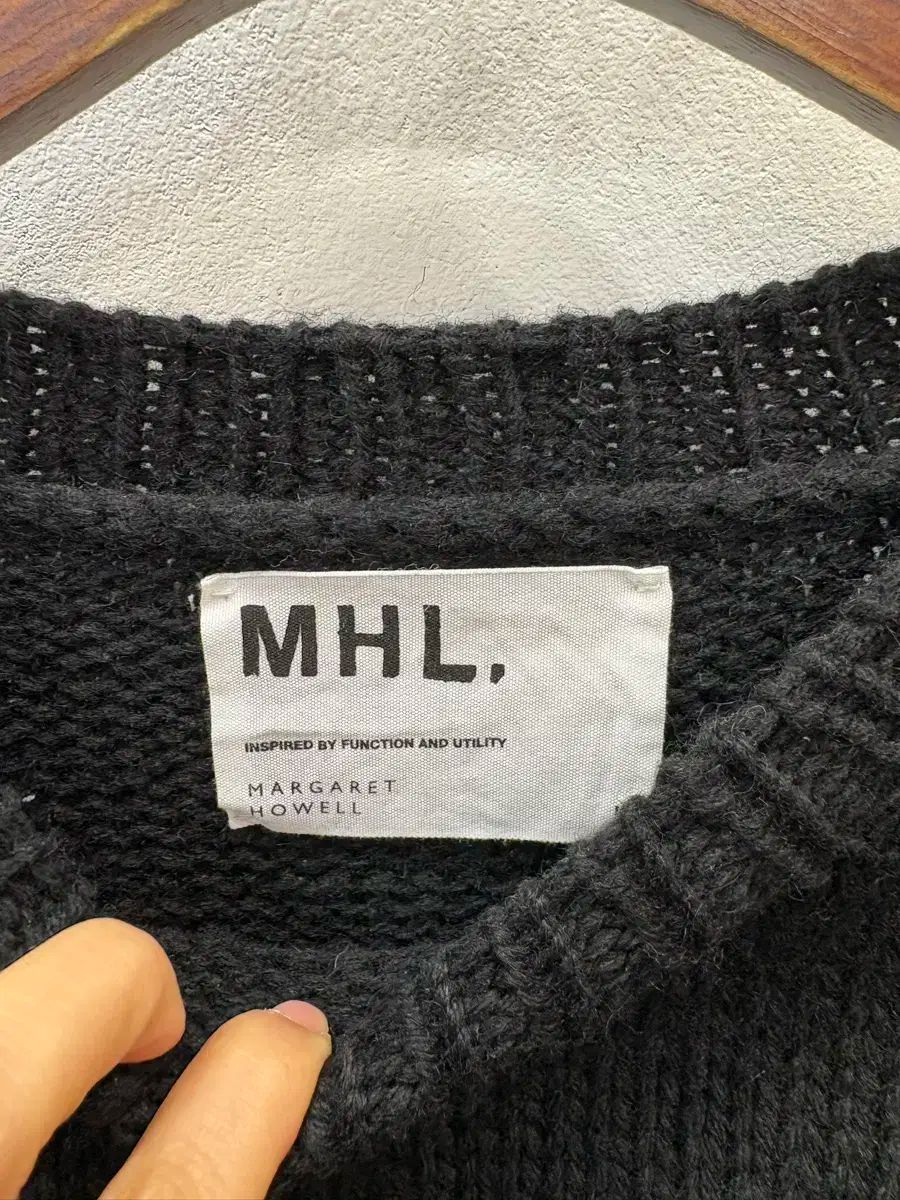 MHL.
INSPIRED BY FUNCTION AND UTILITY
MARGARET
HOWELL